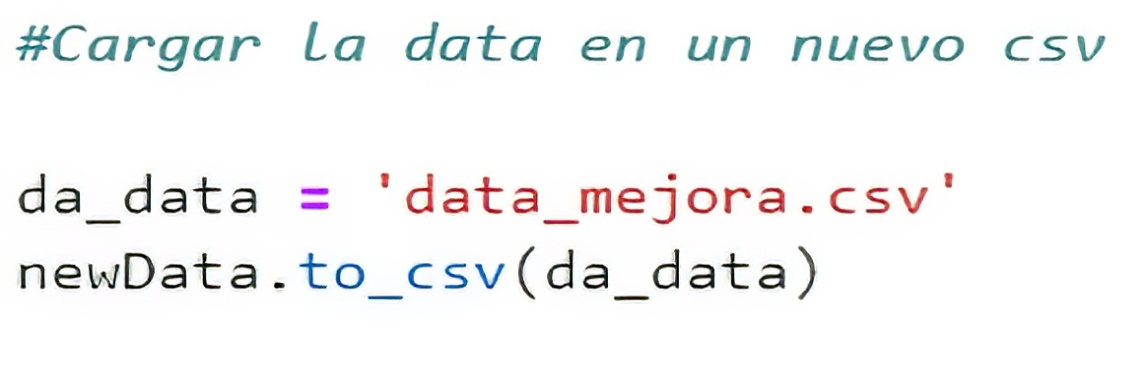 #Cargar la data en un nuevo csv
da_data = 'data_mejora.csv'
newData.to_csv(da_data)